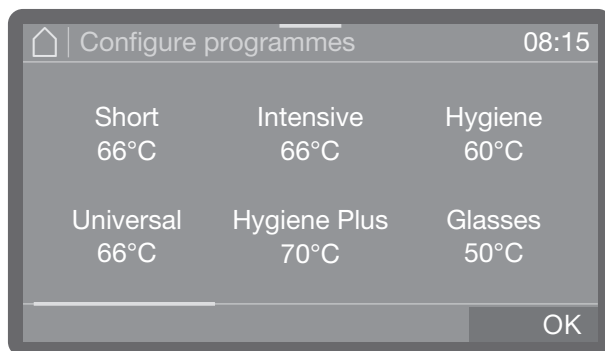 Configure programmes 08:15
Short Intensive Hygiene
66°C 66°C 60°C
Universal Hygiene Plus Glasses
66°C 70°C 50°C
OK